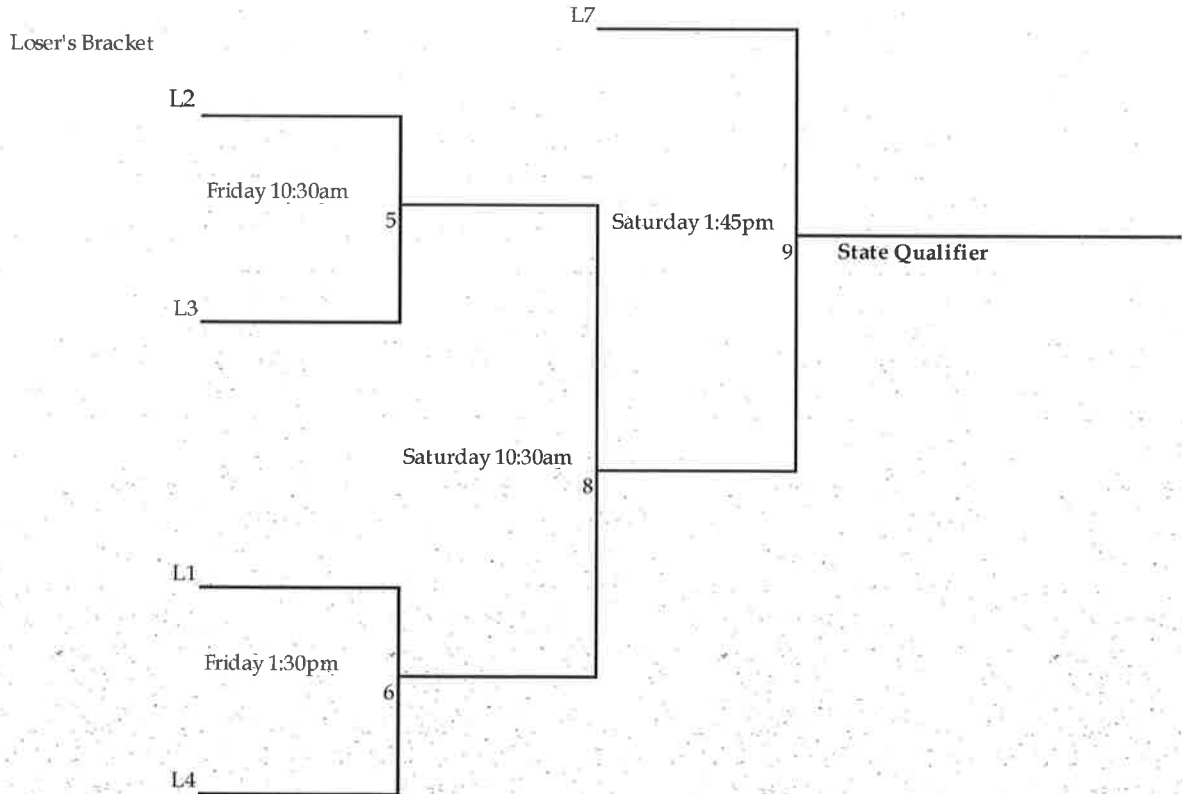 L7
Loser's Bracket
L2
Friday 10:30am
5
Saturday 1:45pm
9
State Qualifier
L3
Saturday 10:30am
8
L1
Friday 1:30pm
6
L4